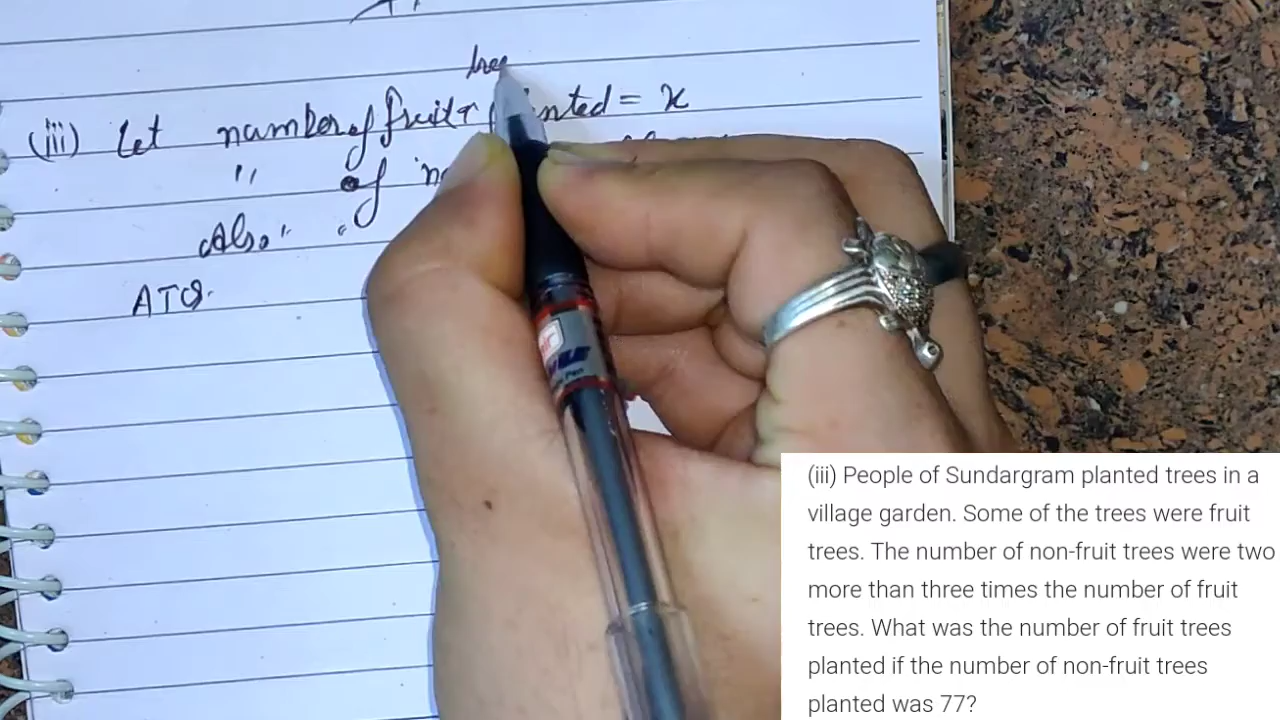 tree
(iii) Let number of fruit planted = x
" of
Also " "
ATQ.
(iii) People of Sundargram planted trees in a
village garden. Some of the trees were fruit
trees. The number of non-fruit trees were two
more than three times the number of fruit
trees. What was the number of fruit trees
planted if the number of non-fruit trees
planted was 77?